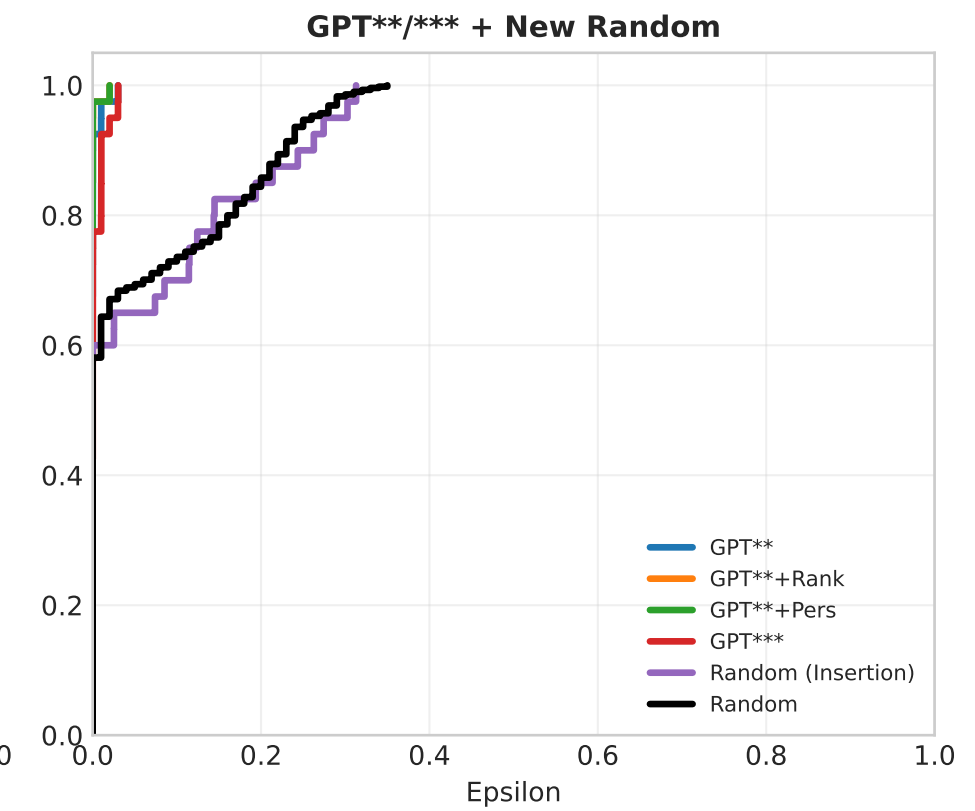 GPT**/*** + New Random
1.0
0.8
0.6
0.4
0.2
0.0
GPT**
GPT**+Rank
GPT**+Pers
GPT***
Random (Insertion)
Random
0 0.0 0.2 0.4 0.6 0.8 1.0
Epsilon